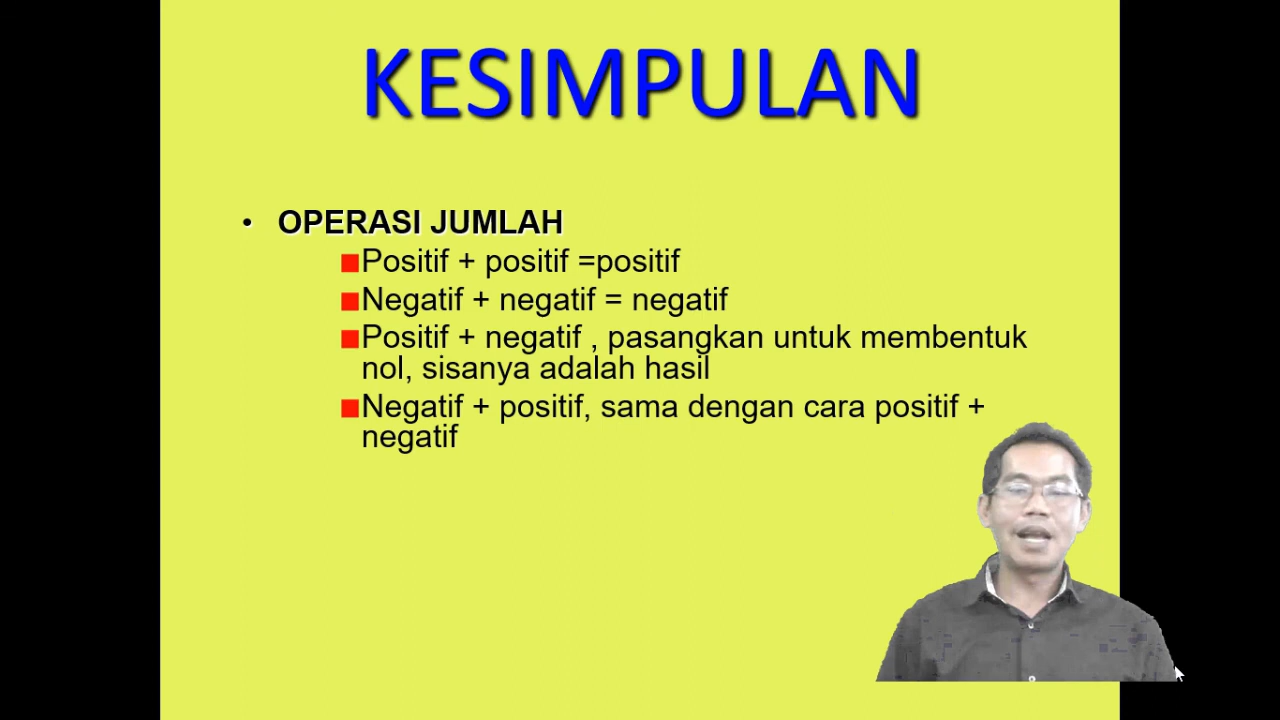 KESIMPULAN
• OPERASI JUMLAH
Positif + positif =positif
Negatif + negatif = negatif
Positif + negatif , pasangkan untuk membentuk
nol, sisanya adalah hasil
Negatif + positif, sama dengan cara positif +
negatif